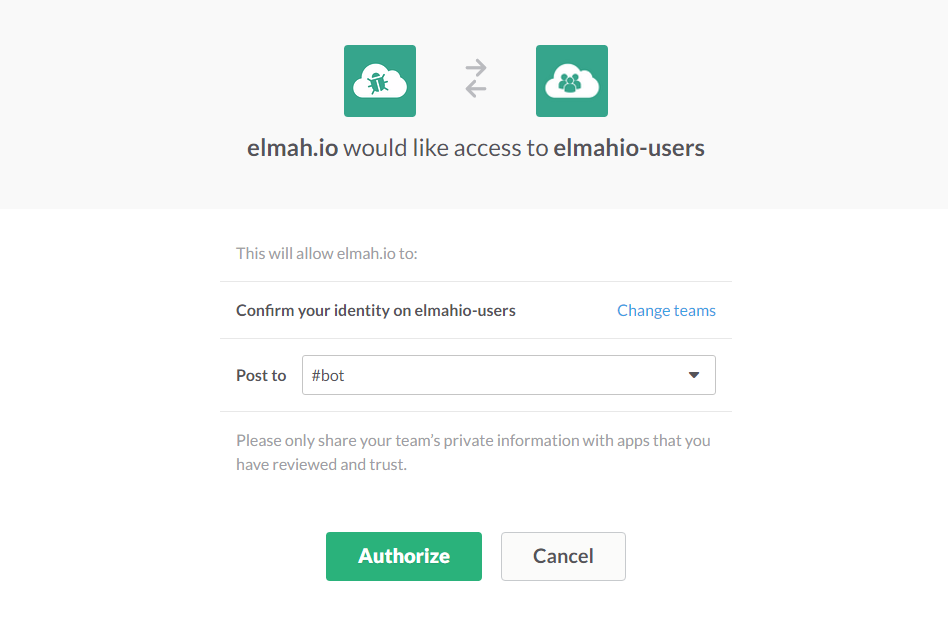 elmah.io would like access to elmahio-users
This will allow elmah.io to:
Confirm your identity on elmahio-users
Change teams
Post to
#bot
Please only share your team’s private information with apps that you
have reviewed and trust.
Authorize
Cancel